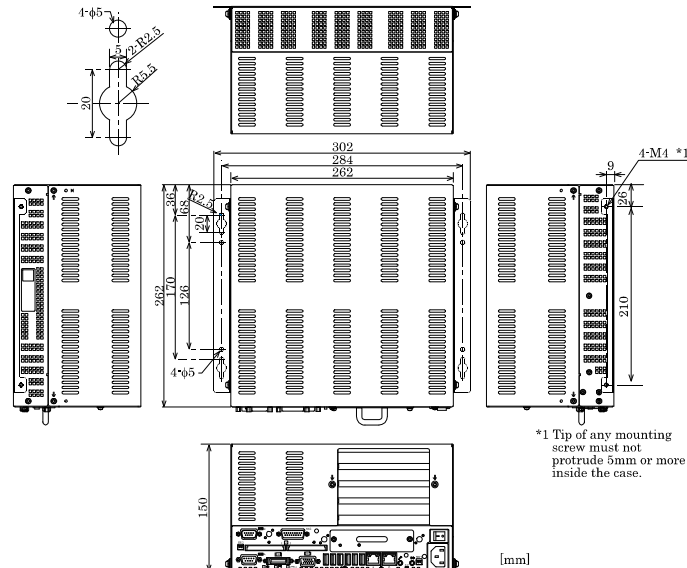 4-φ5
5
2-R2.5
R5.5
20
302
284
262
R2.5
36
68
20
262
170
126
4-φ5
9
4-M4 *1
26
210
*1 Tip of any mounting
screw must not
protrude 5mm or more
inside the case.
150
[mm]